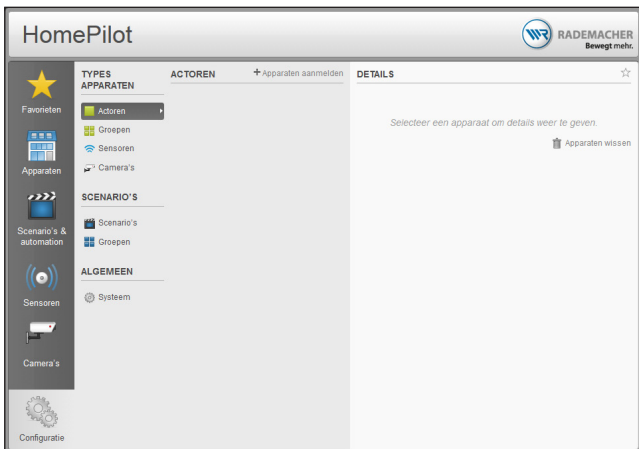 HomePilot
WR RADEMACHER
Bewegt mehr.
Favorieten
Apparaten
Scenario's &
automation
Sensoren
Camera's
Configuratie
TYPES
APPARATEN
Actoren
Groepen
Sensoren
Camera's
SCENARIO'S
Scenario's
Groepen
ALGEMEEN
Systeem
ACTOREN
+ Apparaten aanmelden
DETAILS
Selecteer een apparaat om details weer te geven.
Apparaten wissen